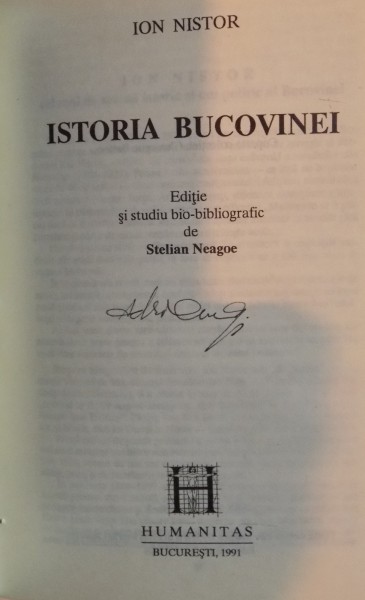 ION NISTOR
ISTORIA BUCOVINEI
Ediţie
şi studiu bio-bibliografic
de
Stelian Neagoe
H
HUMANITAS
BUCUREŞTI, 1991